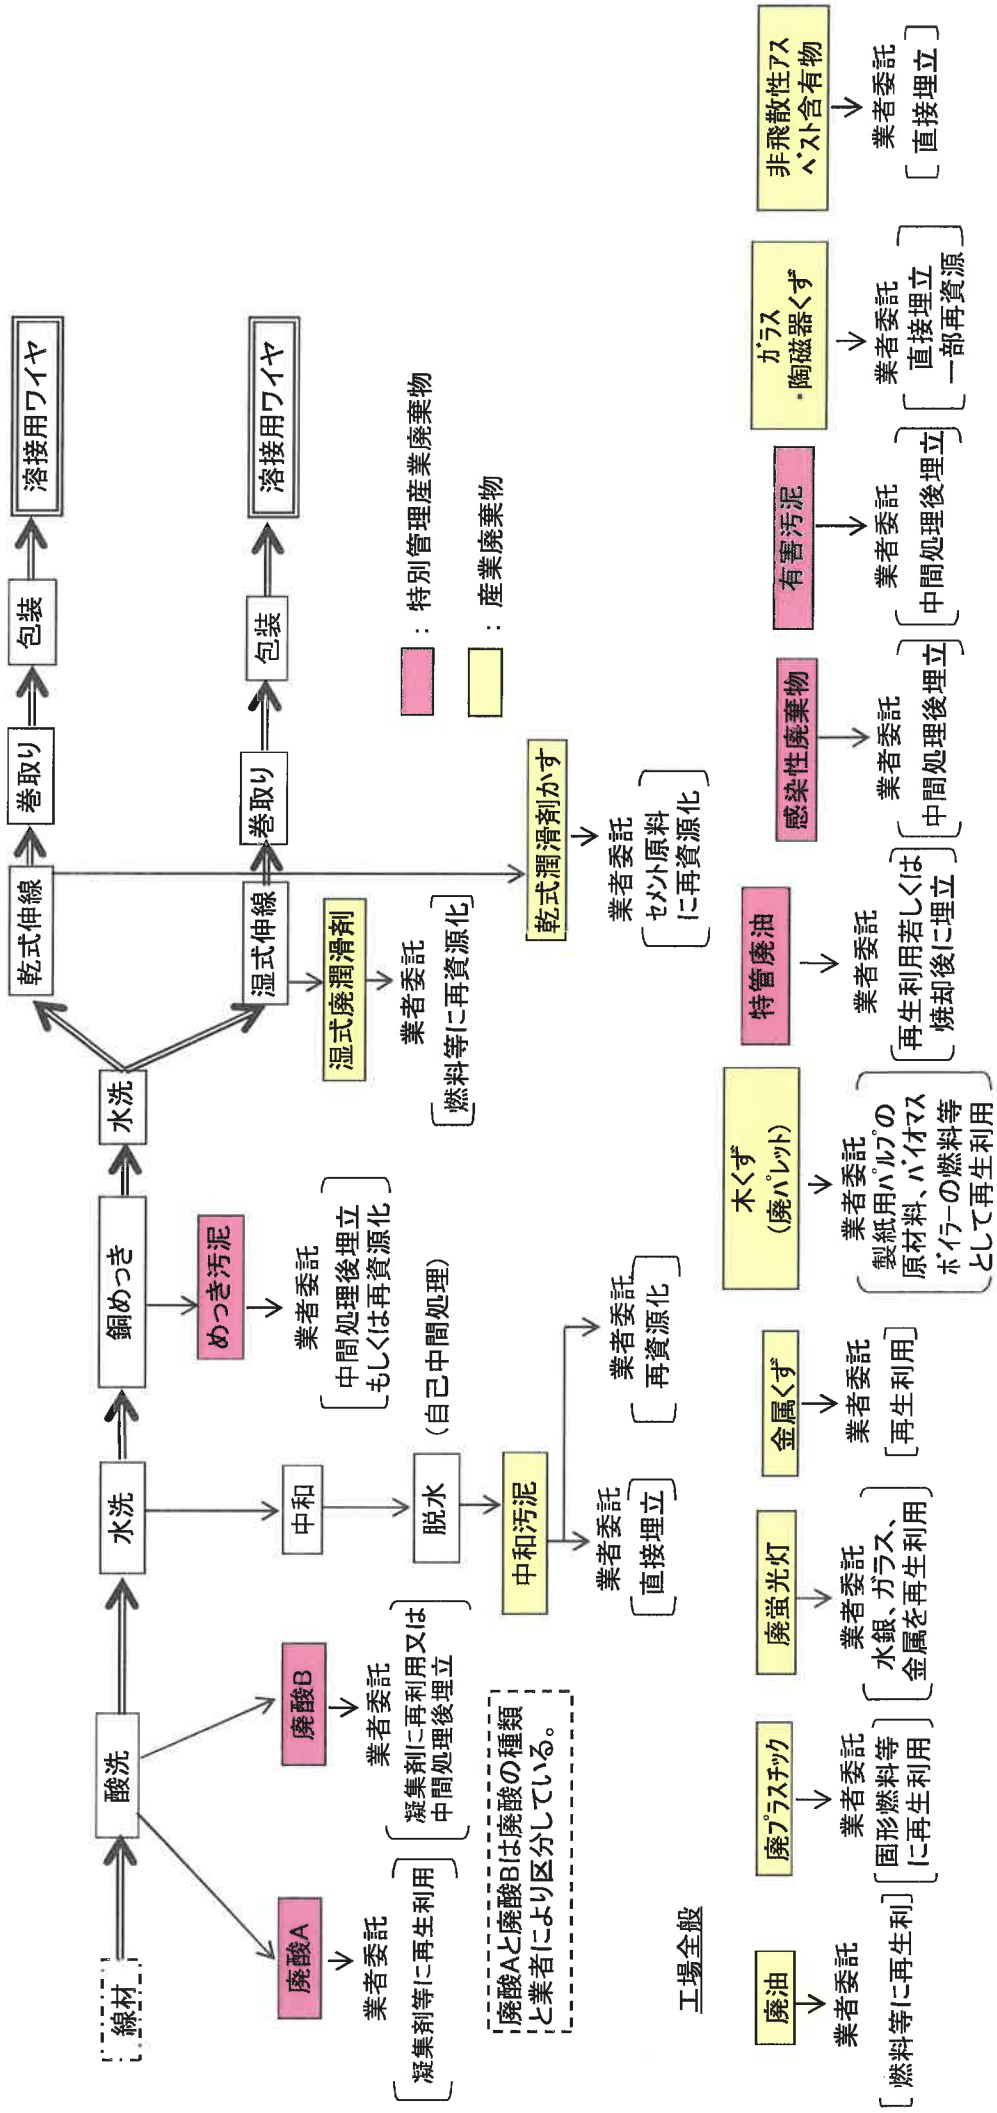 線材
酸洗
水洗
銅めっき
水洗
乾式伸線
巻取り
包装
溶接用ワイヤ
湿式伸線
巻取り
包装
溶接用ワイヤ
廃酸A
業者委託
凝集剤等に再生利用
廃酸B
業者委託
凝集剤に再利用又は
中間処理後埋立
廃酸Aと廃酸Bは廃酸の種類
と業者により区分している。
中和
脱水
(自己中間処理)
中和汚泥
業者委託
直接埋立
業者委託
再資源化
めっき汚泥
業者委託
中間処理後埋立
もしくは再資源化
湿式廃潤滑剤
業者委託
燃料等に再資源化
乾式潤滑剤かす
業者委託
セメント原料
に再資源化
:特別管理産業廃棄物
:産業廃棄物
工場全般
廃油
業者委託
燃料等に再生利
廃プラスチック
業者委託
固形燃料等
に再生利用
廃蛍光灯
業者委託
水銀、ガラス、
金属を再生利用
金属くず
業者委託
再生利用
木くず
(廃パレット)
業者委託
製紙用パルプの
原材料、バイオマス
ボイラーの燃料等
として再生利用
特管廃油
業者委託
再生利用若しくは
焼却後に埋立
感染性廃棄物
業者委託
中間処理後埋立
有害汚泥
業者委託
中間処理後埋立
ガラス
・陶磁器くず
業者委託
直接埋立
一部再資源
非飛散性アス
ベスト含有物
業者委託
直接埋立